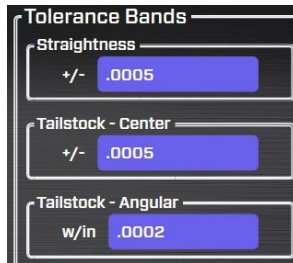 Tolerance Bands
Straightness
+/- .0005
Tailstock - Center
+/- .0005
Tailstock - Angular
w/in .0002